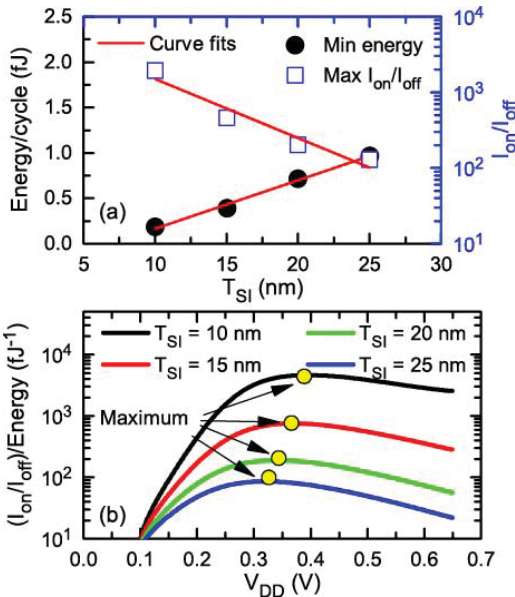 Curve fits Min energy
Max Ion/Ioff
Energy/cycle (fJ)
2.5
2.0
1.5
1.0
0.5
0.0
(a)
10⁴
10³
10²
10¹
Ion/Ioff
5 10 15 20 25 30
TSI (nm)
TSI = 10 nm TSI = 20 nm
TSI = 15 nm TSI = 25 nm
(Ion/Ioff)/Energy (fJ⁻¹)
10⁴
10³
10²
10¹
Maximum
(b)
0.0 0.1 0.2 0.3 0.4 0.5 0.6 0.7
VDD (V)